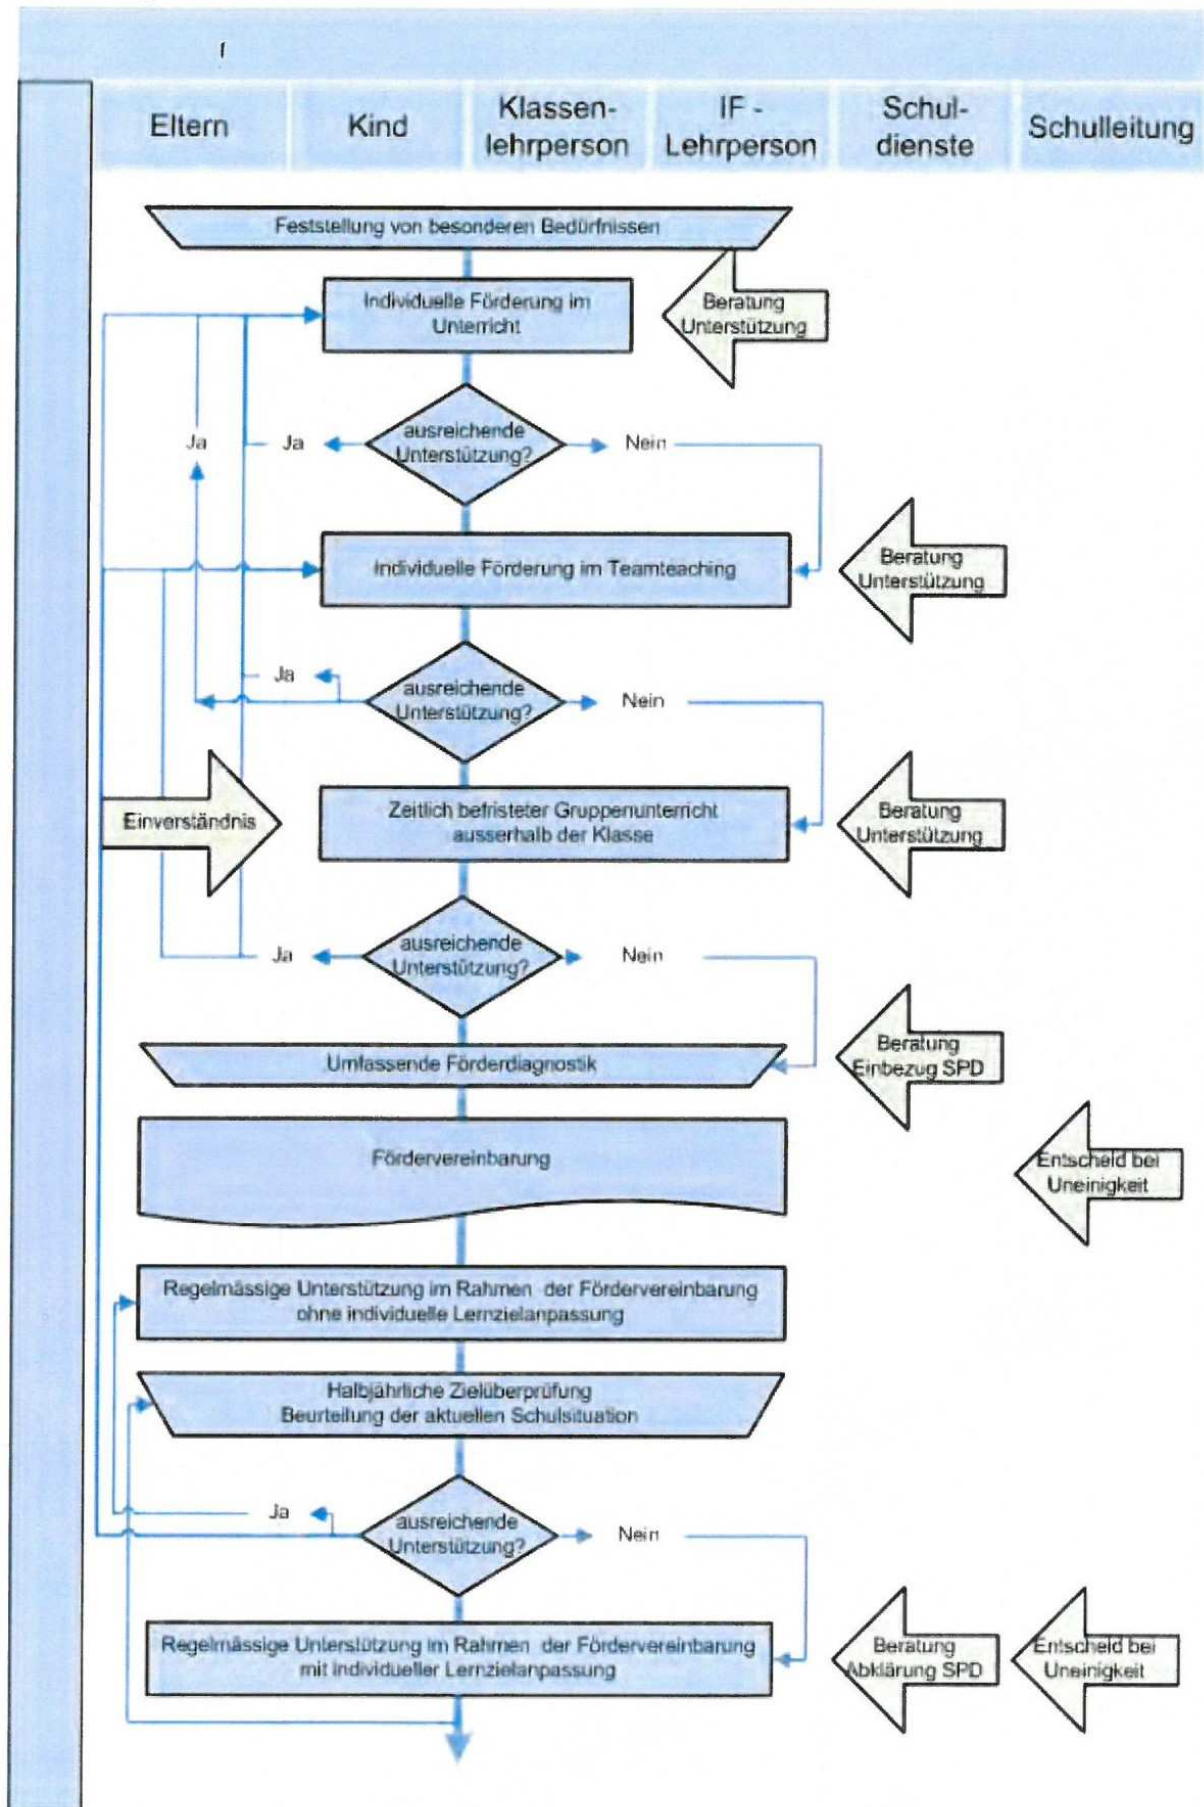 Eltern
Kind
Klassen-
lehrperson
IF -
Lehrperson
Schul-
dienste
Schulleitung
Feststellung von besonderen Bedürfnissen
Individuelle Förderung im
Unterricht
Beratung
Unterstützung
Ja
Ja
ausreichende
Unterstützung?
Nein
Individuelle Förderung im Teamteaching
Beratung
Unterstützung
Ja
ausreichende
Unterstützung?
Nein
Einverständnis
Zeitlich befristeter Gruppenunterricht
ausserhalb der Klasse
Beratung
Unterstützung
Ja
ausreichende
Unterstützung?
Nein
Umfassende Förderdiagnostik
Beratung
Einbezug SPD
Fördervereinbarung
Entscheid bei
Uneinigkeit
Regelmässige Unterstützung im Rahmen der Fördervereinbarung
ohne individuelle Lernzielanpassung
Halbjährliche Zielüberprüfung
Beurteilung der aktuellen Schulsituation
Ja
ausreichende
Unterstützung?
Nein
Regelmässige Unterstützung im Rahmen der Fördervereinbarung
mit individueller Lernzielanpassung
Beratung
Abklärung SPD
Entscheid bei
Uneinigkeit